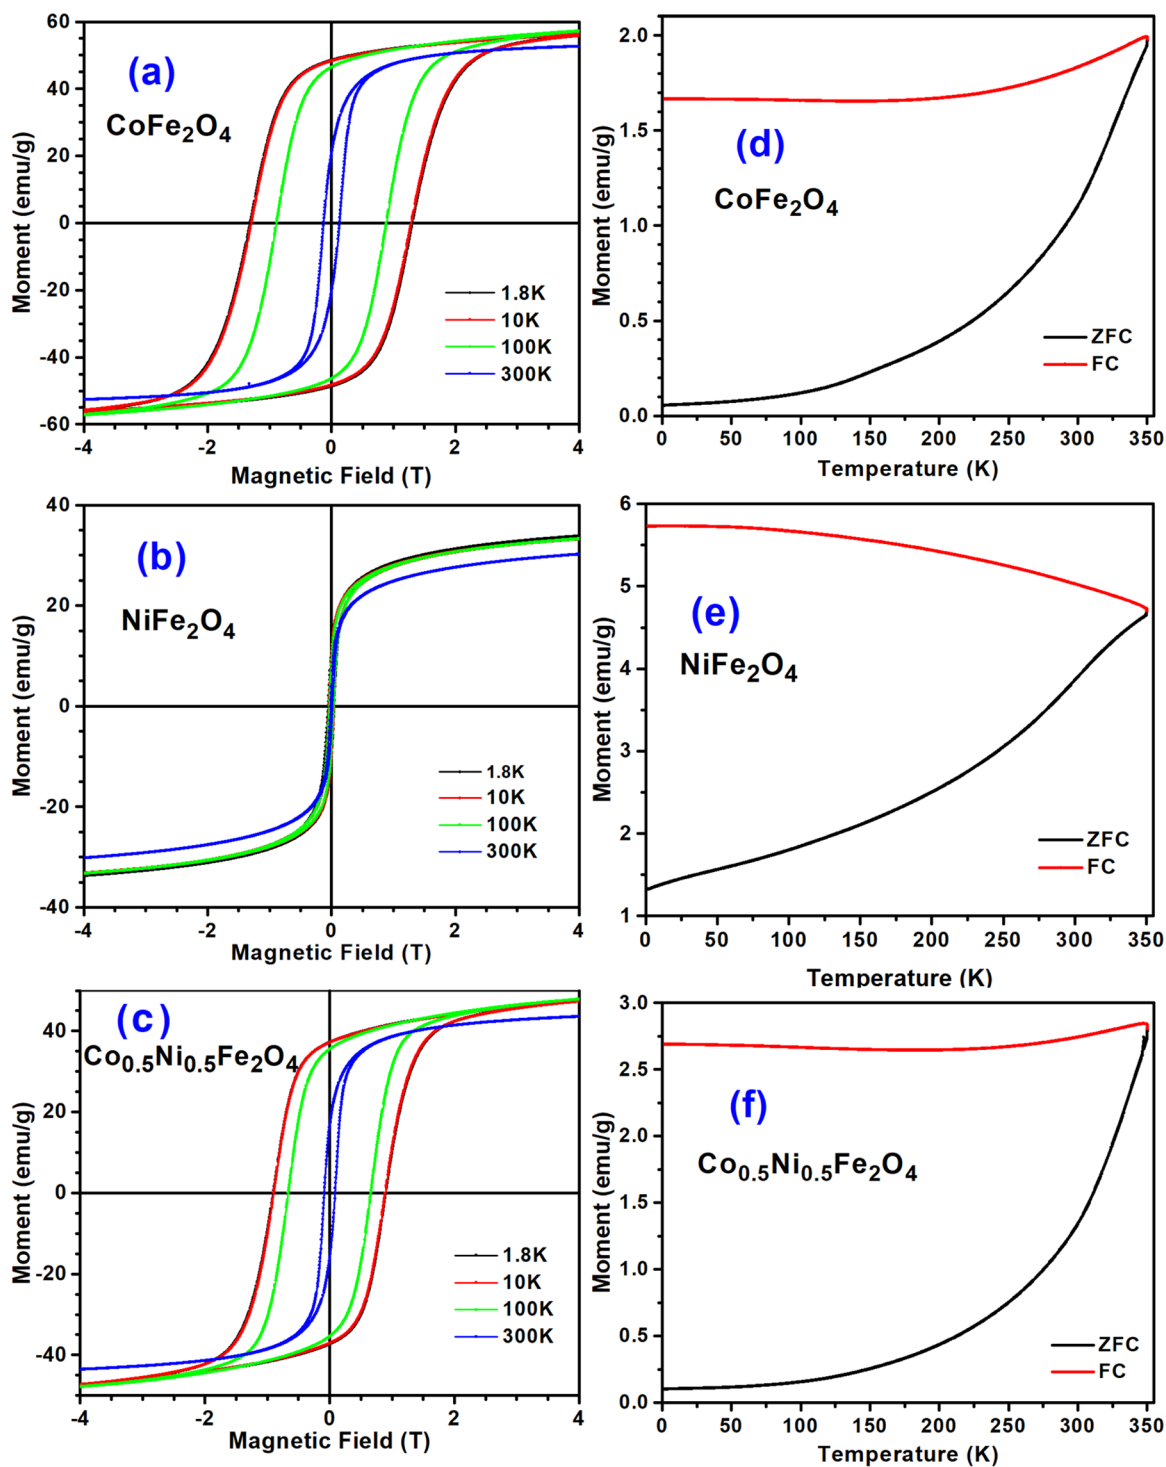 (a)
CoFe2O4
Moment (emu/g)
60
40
20
0
-20
-40
-60
1.8K
10K
100K
300K
-4
-2
0
2
4
Magnetic Field (T)
(d)
CoFe2O4
Moment (emu/g)
2.0
1.5
1.0
0.5
0.0
ZFC
FC
0
50
100
150
200
250
300
350
Temperature (K)
(b)
NiFe2O4
Moment (emu/g)
40
20
0
-20
-40
1.8K
10K
100K
300K
-4
-2
0
2
4
Magnetic Field (T)
(e)
NiFe2O4
Moment (emu/g)
6
5
4
3
2
1
ZFC
FC
0
50
100
150
200
250
300
350
Temperature (K)
(c)
Co0.5Ni0.5Fe2O4
Moment (emu/g)
40
20
0
-20
-40
1.8K
10K
100K
300K
-4
-2
0
2
4
Magnetic Field (T)
(f)
Co0.5Ni0.5Fe2O4
Moment (emu/g)
3.0
2.5
2.0
1.5
1.0
0.5
0.0
ZFC
FC
0
50
100
150
200
250
300
350
Temperature (K)